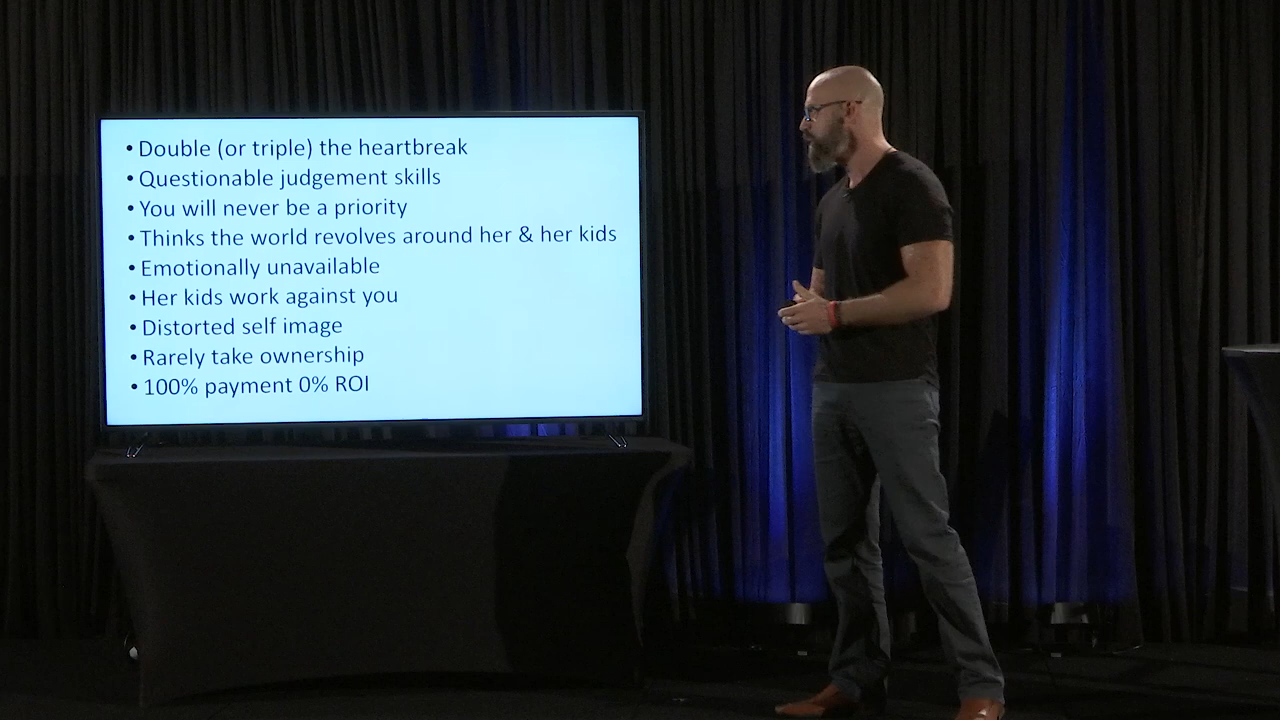 • Double (or triple) the heartbreak
• Questionable judgement skills
• You will never be a priority
• Thinks the world revolves around her & her kids
• Emotionally unavailable
• Her kids work against you
• Distorted self image
• Rarely take ownership
• 100% payment 0% ROI